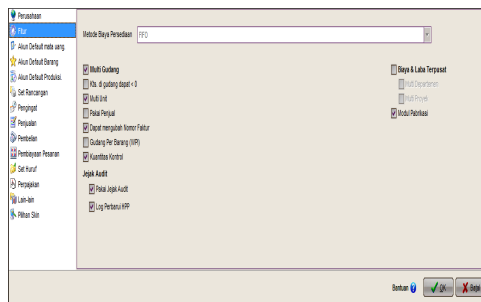 Perusahaan
Fitur
Akun Default mata uang.
Akun Default Barang
Akun Default Produksi.
Set Rancangan
Pengingat
Penjualan
Pembelian
Pembiayaan Pesanan
Set Huruf
Perpajakan
Lain-lain
Pilihan Skin
Metode Biaya Persediaan FIFO
Multi Gudang
Kts. di gudang dapat < 0
Multi Unit
Pakai Penjual
Dapat mengubah Nomor Faktur
Gudang Per Barang (WPI)
Kuantitas Kontrol
Jejak Audit
Pakai Jejak Audit
Log Perbarui HPP
Biaya & Laba Terpusat
Multi Departemen
Multi Proyek
Modul Pabrikasi
Bantuan ? OK Batal